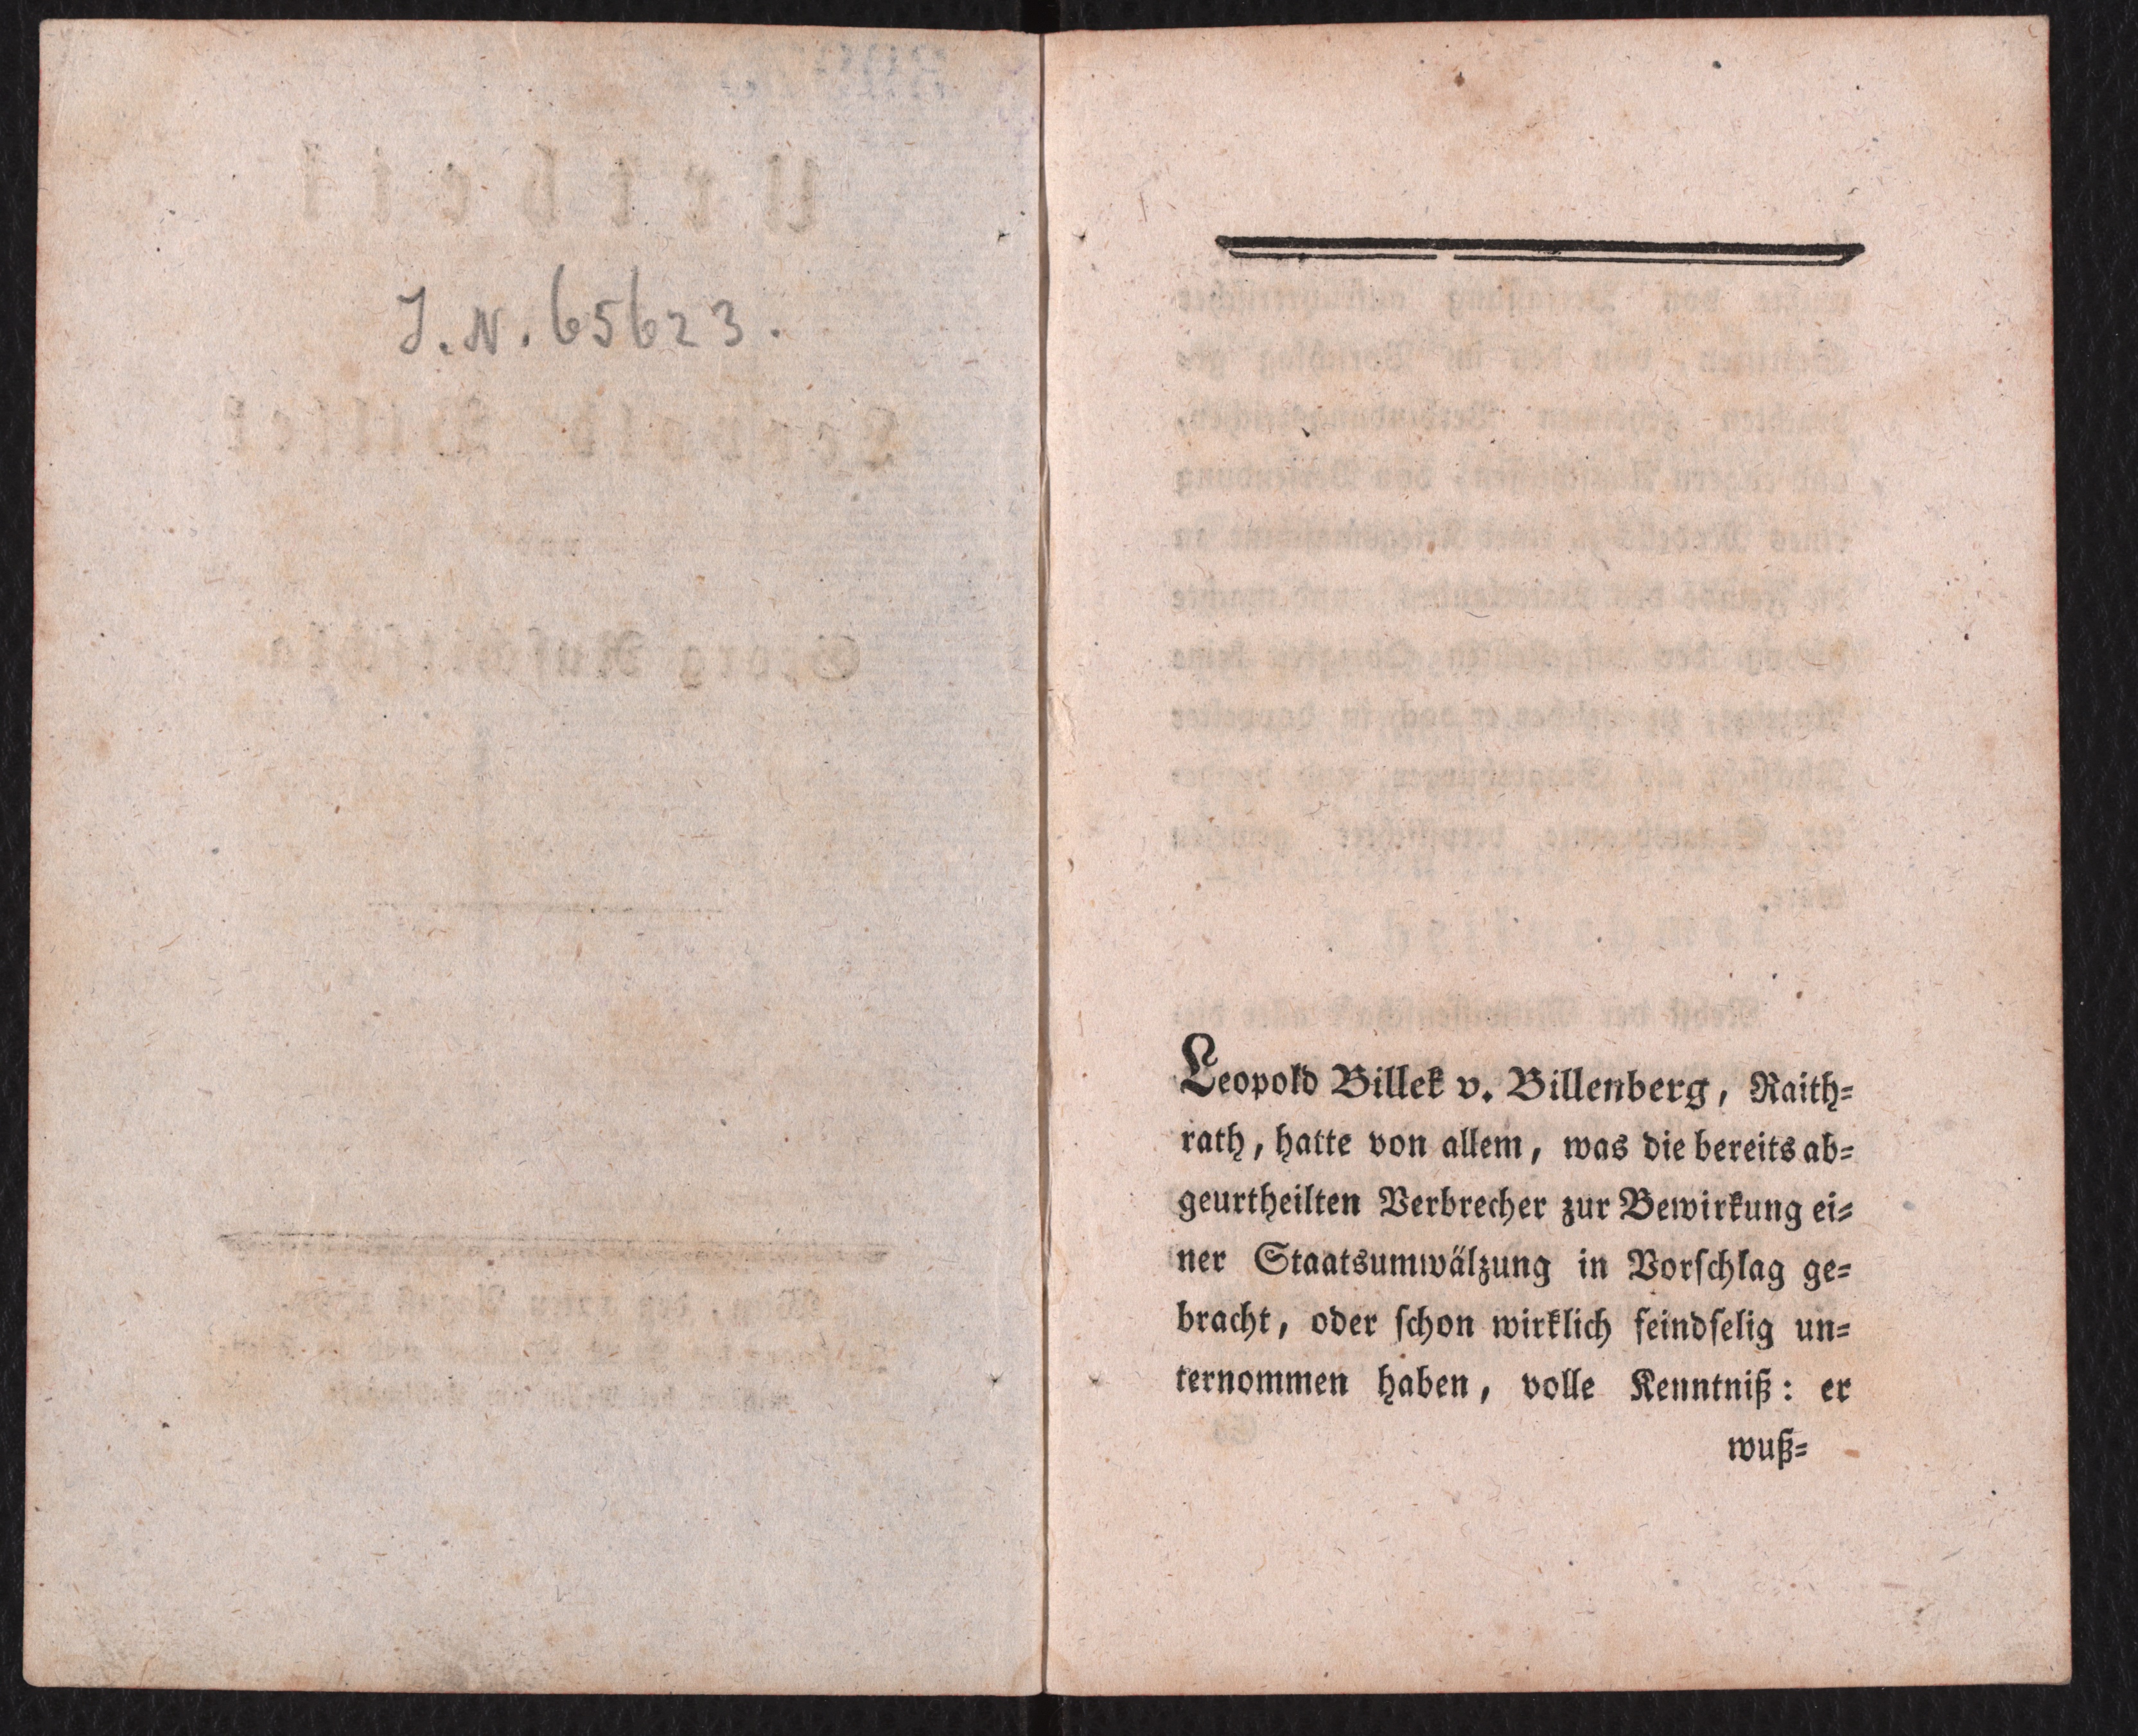 J.N. 65623.
Leopold Billek v. Billenberg, Raith=
rath, hatte von allem, was die bereits ab=
geurtheilten Verbrecher zur Bewirkung ei=
ner Staatsumwälzung in Vorschlag ge=
bracht, oder schon wirklich feindselig un=
ternommen haben, volle Kenntniß: er
wuß=